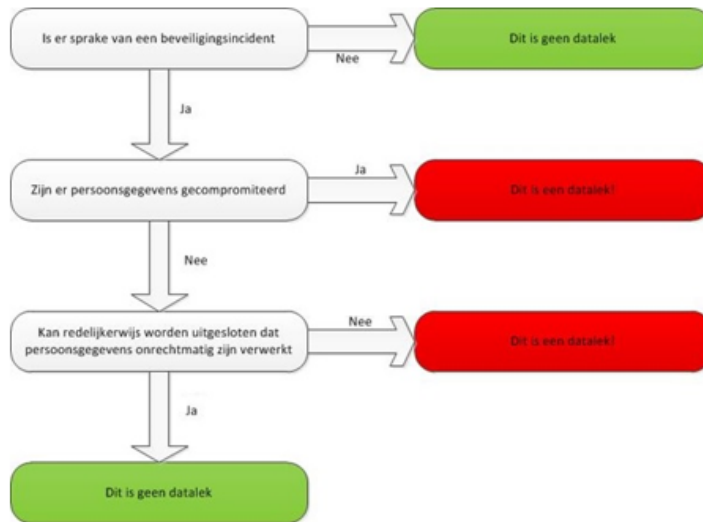 Is er sprake van een beveiligingsincident
Nee
Dit is geen datalek
Ja
Zijn er persoonsgegevens gecompromiteerd
Ja
Dit is een datalek!
Nee
Kan redelijkerwijs worden uitgesloten dat
persoonsgegevens onrechtmatig zijn verwerkt
Nee
Dit is een datalek!
Ja
Dit is geen datalek